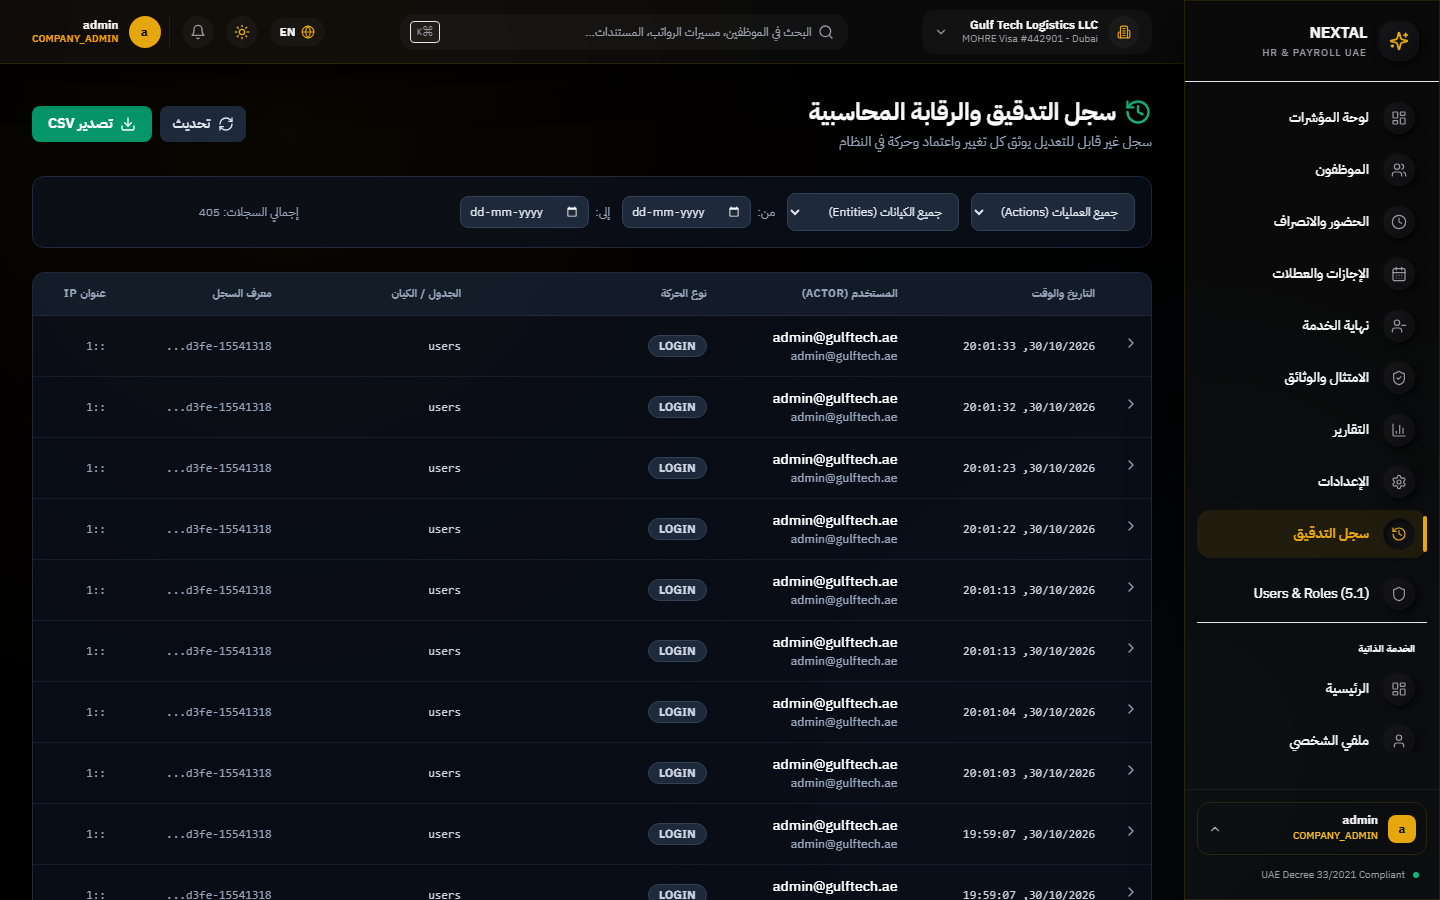 NEXTAL
HR & PAYROLL UAE
لوحة المؤشرات
الموظفون
الحضور والانصراف
الإجازات والعطلات
نهاية الخدمة
الامتثال والوثائق
التقارير
الإعدادات
سجل التدقيق
Users & Roles (5.1)
الخدمة الذاتية
الرئيسية
ملفي الشخصي
a
admin
COMPANY_ADMIN
UAE Decree 33/2021 Compliant
Gulf Tech Logistics LLC
MOHRE Visa #442901 - Dubai
البحث في الموظفين، مسيرات الرواتب، المستندات...
⌘K
EN
a
admin
COMPANY_ADMIN
سجل التدقيق والرقابة المحاسبية
سجل غير قابل للتعديل يوثق كل تغيير واعتماد وحركة في النظام
تحديث
تصدير CSV
جميع العمليات (Actions)
جميع الكيانات (Entities)
من:
dd-mm-yyyy
إلى:
dd-mm-yyyy
إجمالي السجلات: 405
التاريخ والوقت المستخدم (ACTOR) نوع الحركة الجدول / الكيان معرف السجل عنوان IP
30/10/2026, 20:01:33 admin@gulftech.ae LOGIN users 15541318-d3fe... ::1
admin@gulftech.ae
30/10/2026, 20:01:32 admin@gulftech.ae LOGIN users 15541318-d3fe... ::1
admin@gulftech.ae
30/10/2026, 20:01:23 admin@gulftech.ae LOGIN users 15541318-d3fe... ::1
admin@gulftech.ae
30/10/2026, 20:01:22 admin@gulftech.ae LOGIN users 15541318-d3fe... ::1
admin@gulftech.ae
30/10/2026, 20:01:13 admin@gulftech.ae LOGIN users 15541318-d3fe... ::1
admin@gulftech.ae
30/10/2026, 20:01:13 admin@gulftech.ae LOGIN users 15541318-d3fe... ::1
admin@gulftech.ae
30/10/2026, 20:01:04 admin@gulftech.ae LOGIN users 15541318-d3fe... ::1
admin@gulftech.ae
30/10/2026, 20:01:03 admin@gulftech.ae LOGIN users 15541318-d3fe... ::1
admin@gulftech.ae
30/10/2026, 19:59:07 admin@gulftech.ae LOGIN users 15541318-d3fe... ::1
admin@gulftech.ae
30/10/2026, 19:59:07 admin@gulftech.ae LOGIN users 15541318-d3fe... ::1